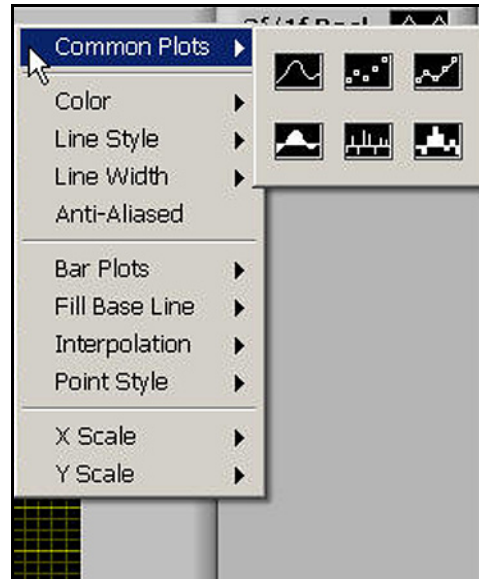 Common Plots
Color
Line Style
Line Width
Anti-Aliased
Bar Plots
Fill Base Line
Interpolation
Point Style
X Scale
Y Scale